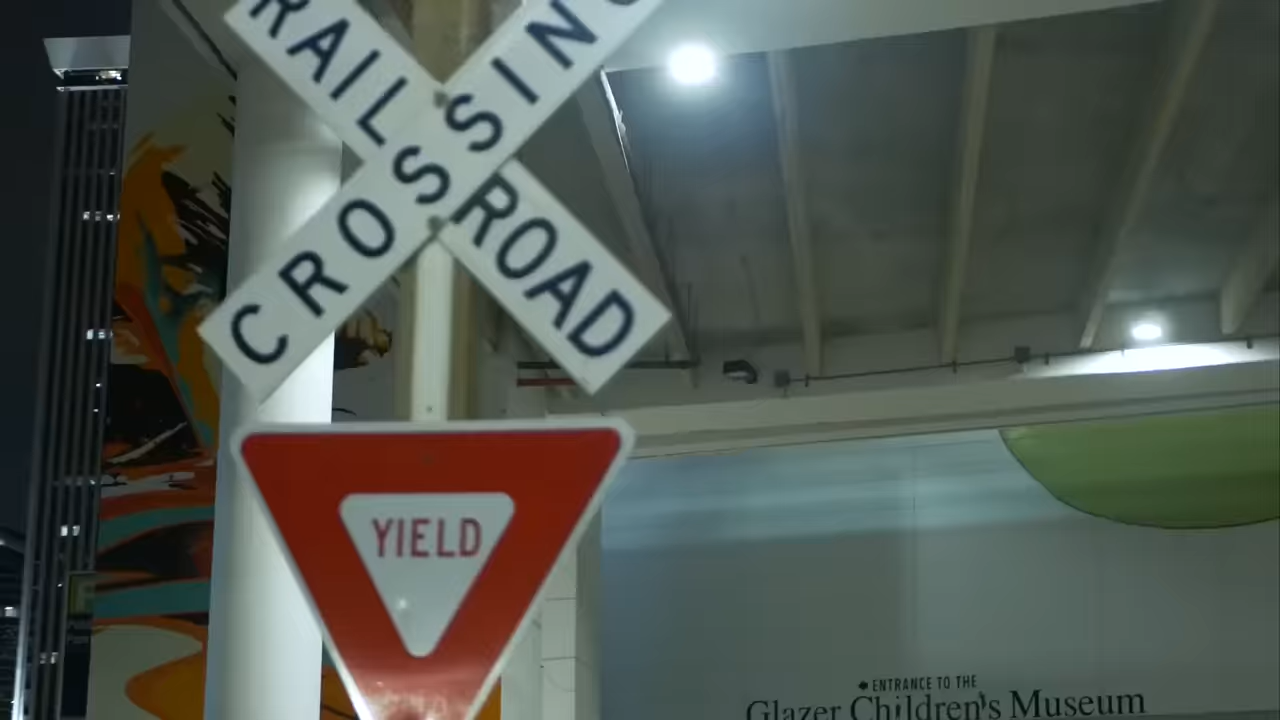 RAILROAD
CROSSING
YIELD
ENTRANCE TO THE
Glazer Children's Museum